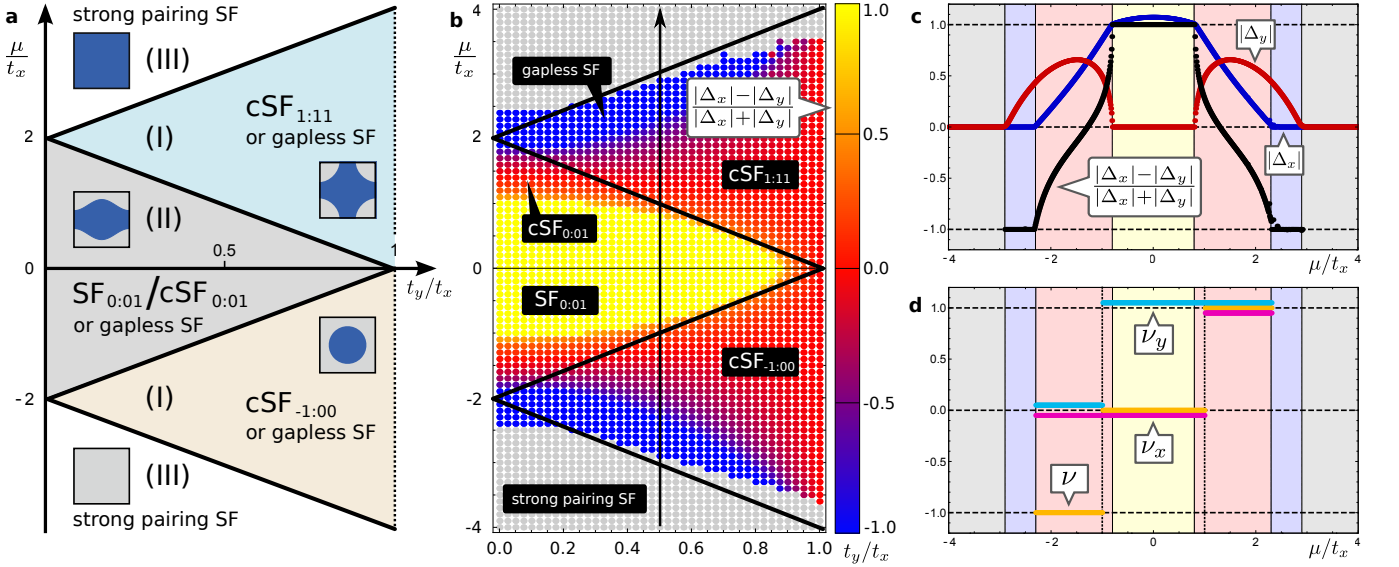 a
strong pairing SF
μ
t_x
(III)
cSF_1:11
or gapless SF
(I)
2
(II)
0.5
1
0
t_y/t_x
SF_0:01/cSF_0:01
or gapless SF
(I)
-2
cSF_-1:00
or gapless SF
(III)
strong pairing SF
b
4
μ
t_x
gapless SF
|Δ_x|−|Δ_y|
|Δ_x|+|Δ_y|
2
cSF_1:11
cSF_0:01
0
SF_0:01
cSF_-1:00
-2
strong pairing SF
-4
0.0 0.2 0.4 0.6 0.8 1.0
t_y/t_x
1.0
0.5
0.0
-0.5
-1.0
c
1.0
0.5
0.0
-0.5
-1.0
|Δ_y|
|Δ_x|
|Δ_x|−|Δ_y|
|Δ_x|+|Δ_y|
-4 -2 0 2 4
μ/t_x
d
1.0
0.5
0.0
-0.5
-1.0
ν_y
ν_x
ν
-4 -2 0 2 4
μ/t_x